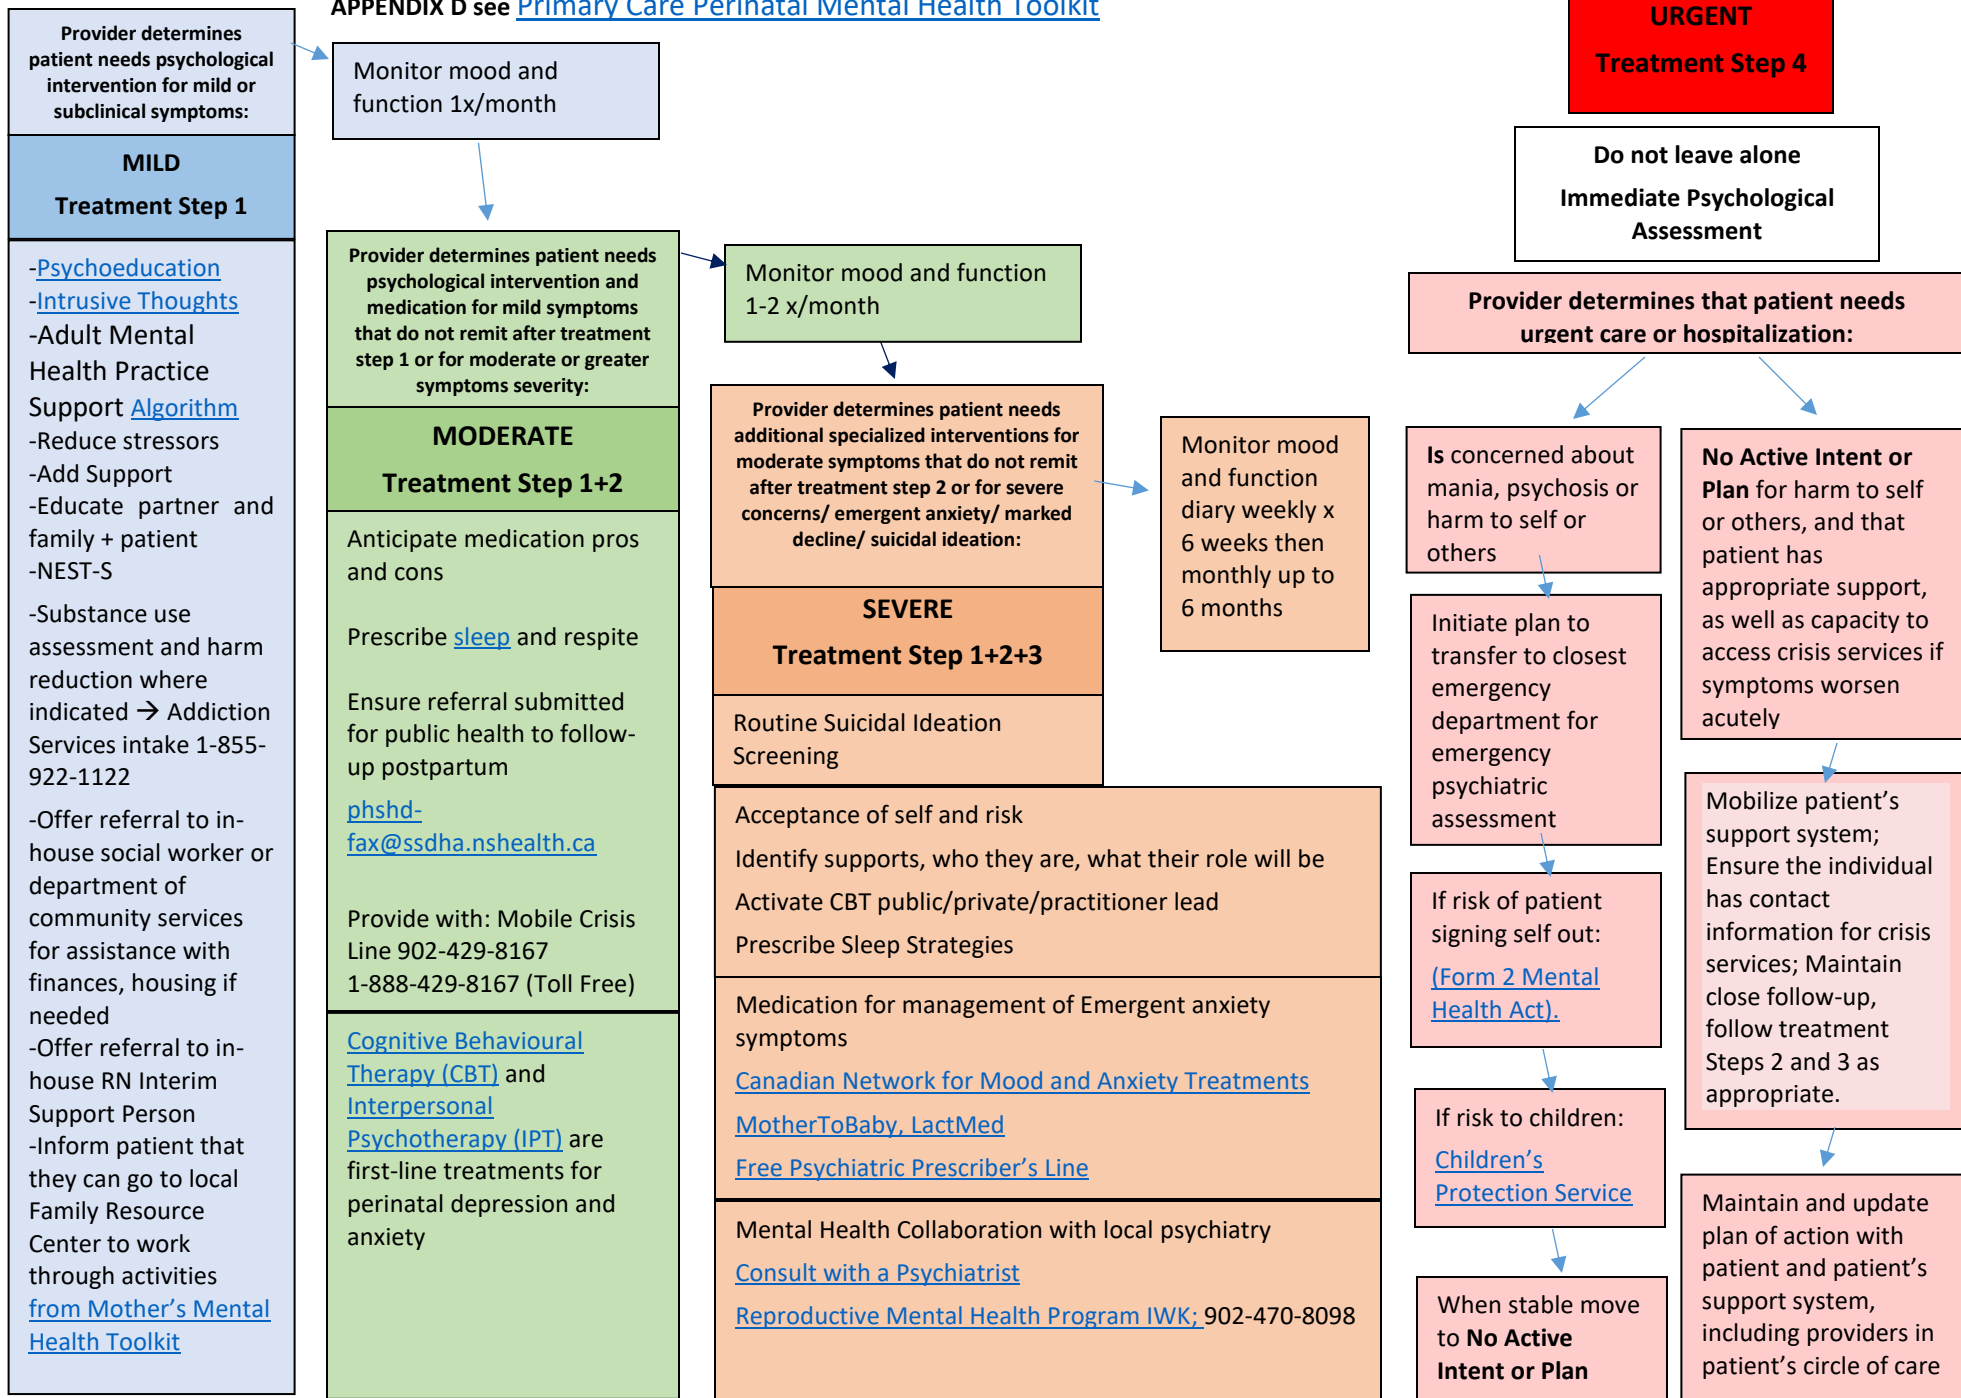 APPENDIX D see Primary Care Perinatal Mental Health Toolkit
Provider determines
patient needs psychological
intervention for mild or
subclinical symptoms:
MILD
Treatment Step 1
-Psychoeducation
-Intrusive Thoughts
-Adult Mental
Health Practice
Support Algorithm
-Reduce stressors
-Add Support
-Educate partner and
family + patient
-NEST-S
-Substance use
assessment and harm
reduction where
indicated → Addiction
Services intake 1-855-
922-1122
-Offer referral to in-
house social worker or
department of
community services
for assistance with
finances, housing if
needed
-Offer referral to in-
house RN Interim
Support Person
-Inform patient that
they can go to local
Family Resource
Center to work
through activities
from Mother's Mental
Health Toolkit
Monitor mood and
function 1x/month
Provider determines patient needs
psychological intervention and
medication for mild symptoms
that do not remit after treatment
step 1 or for moderate or greater
symptoms severity:
MODERATE
Treatment Step 1+2
Anticipate medication pros
and cons
Prescribe sleep and respite
Ensure referral submitted
for public health to follow-
up postpartum
phshd-
fax@ssdha.nshealth.ca
Provide with: Mobile Crisis
Line 902-429-8167
1-888-429-8167 (Toll Free)
Cognitive Behavioural
Therapy (CBT) and
Interpersonal
Psychotherapy (IPT) are
first-line treatments for
perinatal depression and
anxiety
Monitor mood and function
1-2 x/month
Provider determines patient needs
additional specialized interventions for
moderate symptoms that do not remit
after treatment step 2 or for severe
concerns/ emergent anxiety/ marked
decline/ suicidal ideation:
SEVERE
Treatment Step 1+2+3
Routine Suicidal Ideation
Screening
Acceptance of self and risk
Identify supports, who they are, what their role will be
Activate CBT public/private/practitioner lead
Prescribe Sleep Strategies
Medication for management of Emergent anxiety
symptoms
Canadian Network for Mood and Anxiety Treatments
MotherToBaby, LactMed
Free Psychiatric Prescriber's Line
Mental Health Collaboration with local psychiatry
Consult with a Psychiatrist
Reproductive Mental Health Program IWK; 902-470-8098
Monitor mood
and function
diary weekly x
6 weeks then
monthly up to
6 months
URGENT
Treatment Step 4
Do not leave alone
Immediate Psychological
Assessment
Provider determines that patient needs
urgent care or hospitalization:
Is concerned about
mania, psychosis or
harm to self or
others
Initiate plan to
transfer to closest
emergency
department for
emergency
psychiatric
assessment
If risk of patient
signing self out:
(Form 2 Mental
Health Act).
If risk to children:
Children's
Protection Service
When stable move
to No Active
Intent or Plan
No Active Intent or
Plan for harm to self
or others, and that
patient has
appropriate support,
as well as capacity to
access crisis services if
symptoms worsen
acutely
Mobilize patient's
support system;
Ensure the individual
has contact
information for crisis
services; Maintain
close follow-up,
follow treatment
Steps 2 and 3 as
appropriate.
Maintain and update
plan of action with
patient and patient's
support system,
including providers in
patient's circle of care